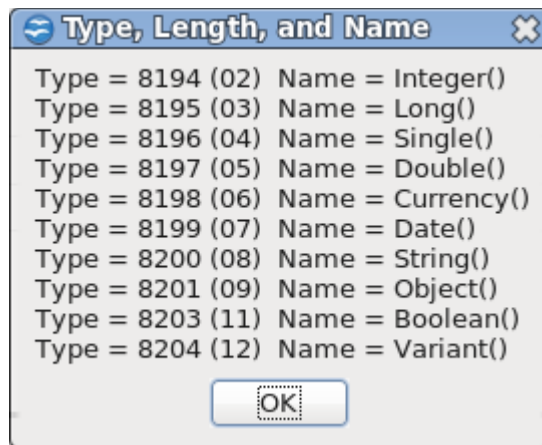 Type, Length, and Name
Type = 8194 (02)  Name = Integer()
Type = 8195 (03)  Name = Long()
Type = 8196 (04)  Name = Single()
Type = 8197 (05)  Name = Double()
Type = 8198 (06)  Name = Currency()
Type = 8199 (07)  Name = Date()
Type = 8200 (08)  Name = String()
Type = 8201 (09)  Name = Object()
Type = 8203 (11)  Name = Boolean()
Type = 8204 (12)  Name = Variant()
OK